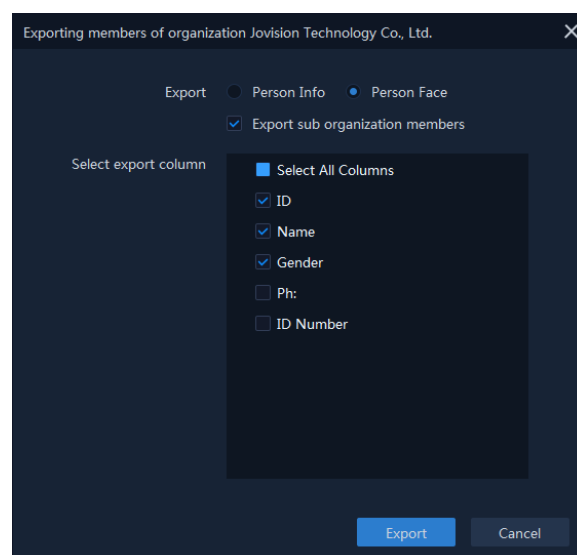 Exporting members of organization Jovision Technology Co., Ltd.
Export Person Info Person Face
Export sub organization members
Select export column Select All Columns
ID
Name
Gender
Ph:
ID Number
Export Cancel